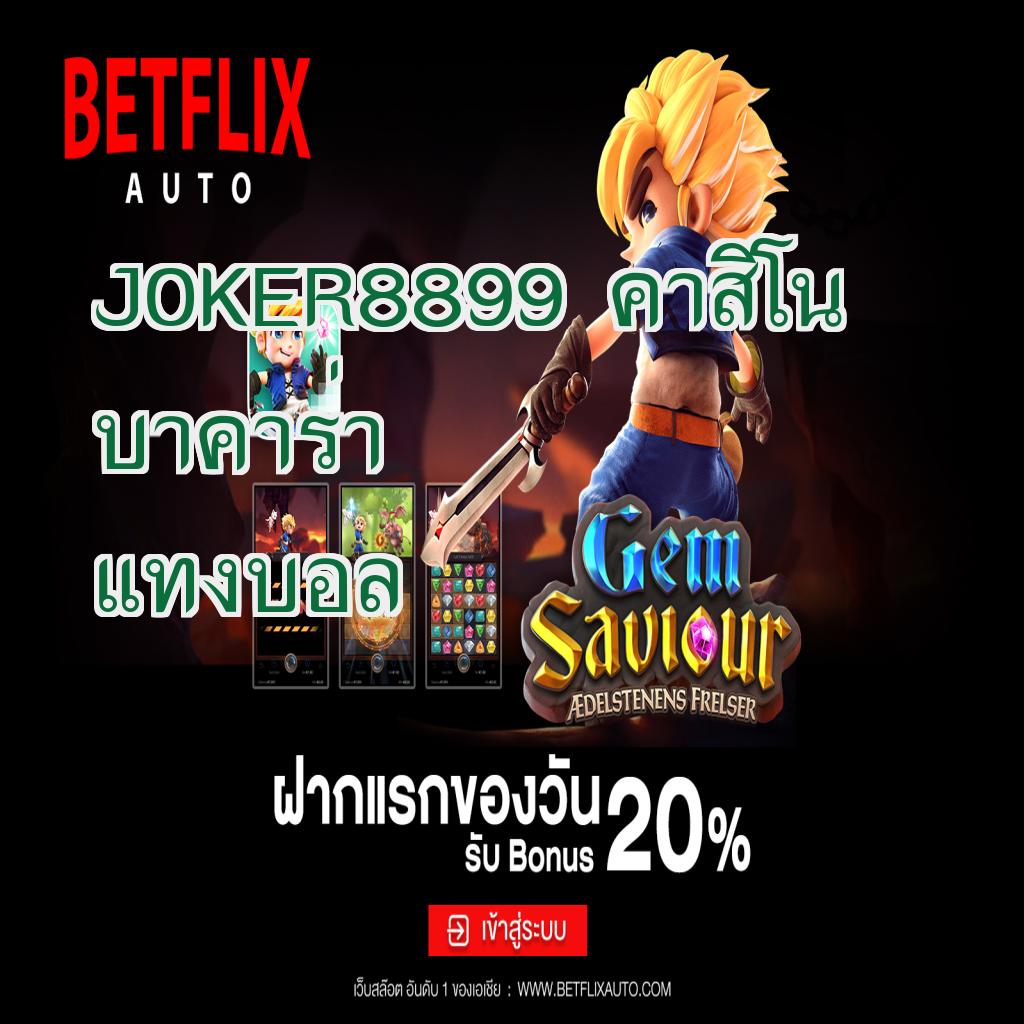 BETFLIX
AUTO
JOKER8899 คาสิโน
บาคาร่า
แทงบอล
Gem
Saviour
ÆDELSTENENS FRELSER
ฝากแรกของวัน
รับ Bonus 20%
เข้าสู่ระบบ
เว็บสล๊อต อันดับ 1 ของเอเชีย : WWW.BETFLIXAUTO.COM